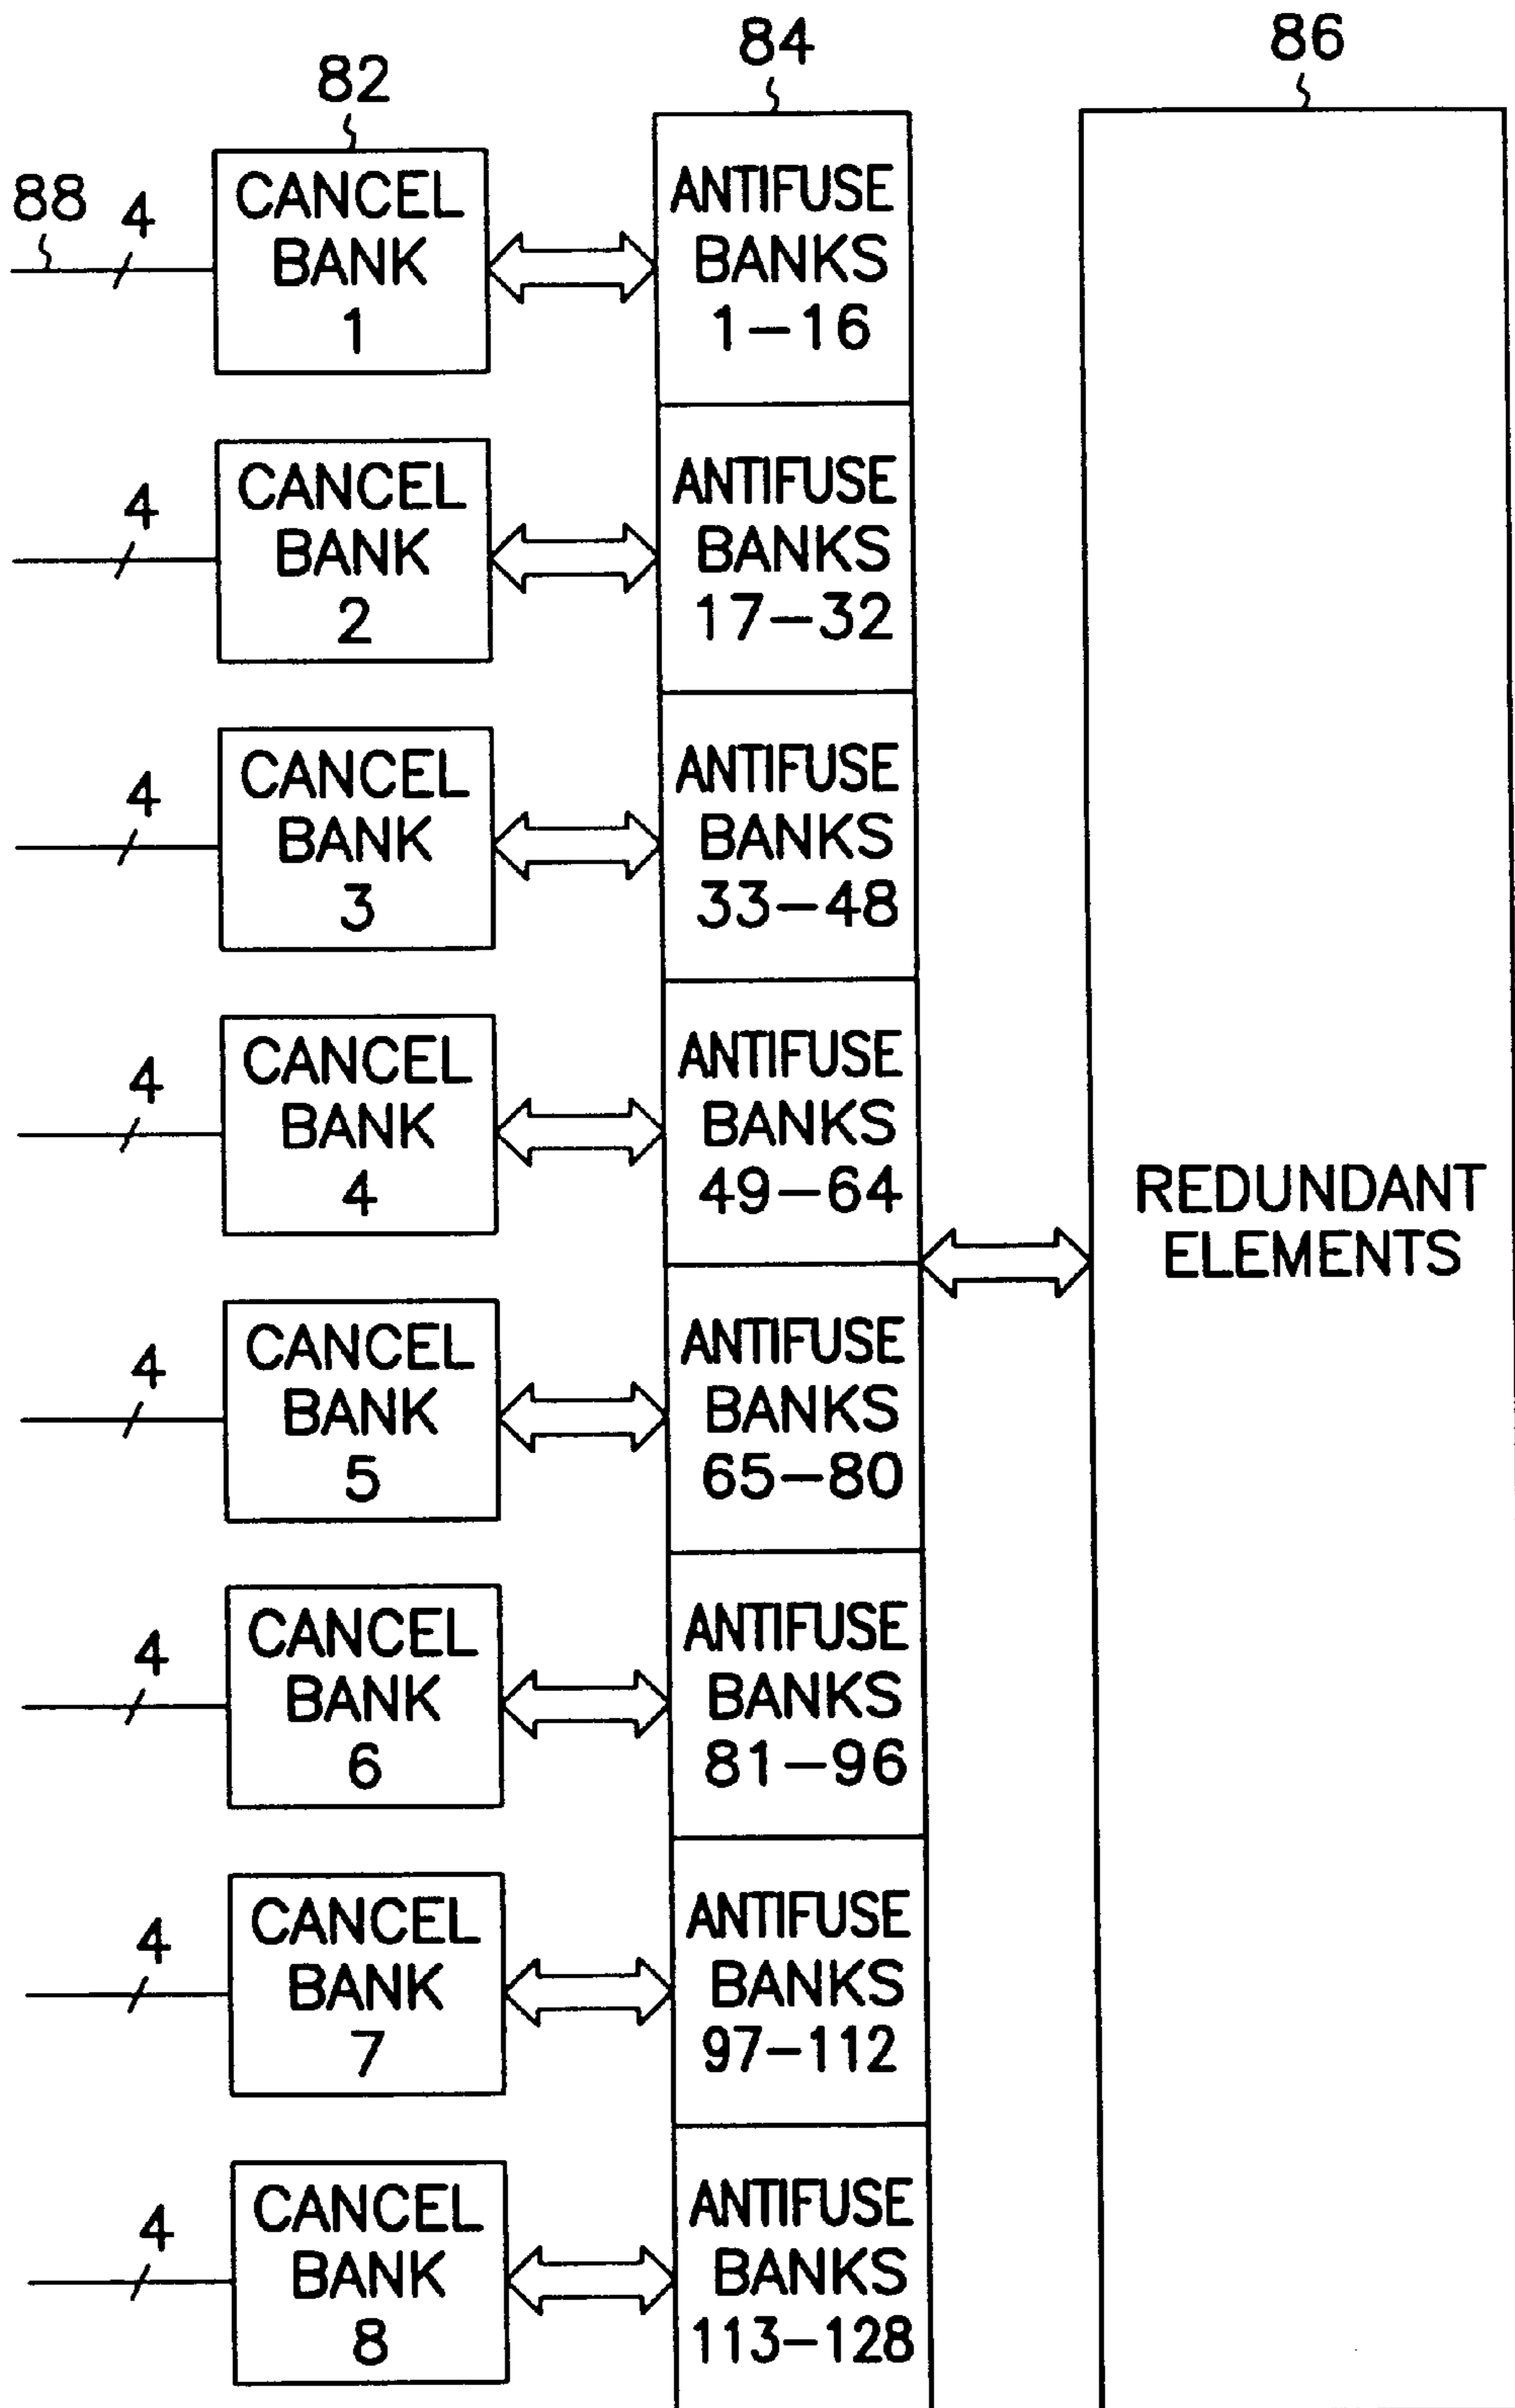 82
84
86
88
4
CANCEL
BANK
1
ANTIFUSE
BANKS
1-16
4
CANCEL
BANK
2
ANTIFUSE
BANKS
17-32
4
CANCEL
BANK
3
ANTIFUSE
BANKS
33-48
4
CANCEL
BANK
4
ANTIFUSE
BANKS
49-64
REDUNDANT
ELEMENTS
4
CANCEL
BANK
5
ANTIFUSE
BANKS
65-80
4
CANCEL
BANK
6
ANTIFUSE
BANKS
81-96
4
CANCEL
BANK
7
ANTIFUSE
BANKS
97-112
4
CANCEL
BANK
8
ANTIFUSE
BANKS
113-128